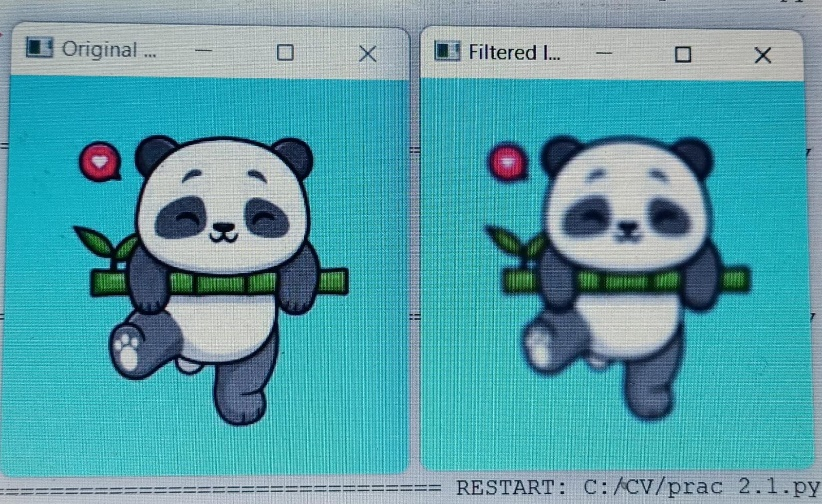 Original ...
Filtered I...
============================== RESTART: C:/CV/prac 2.1.py